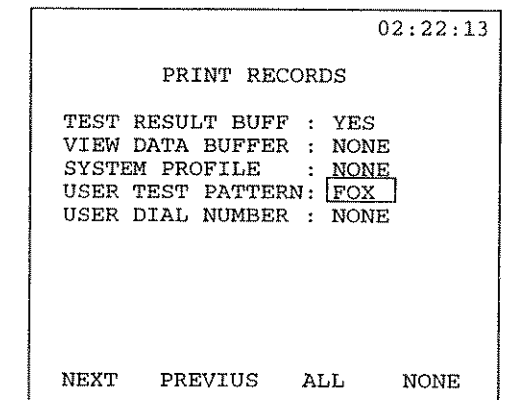 02:22:13
PRINT RECORDS
TEST RESULT BUFF : YES
VIEW DATA BUFFER : NONE
SYSTEM PROFILE : NONE
USER TEST PATTERN: FOX
USER DIAL NUMBER : NONE
NEXT PREVIUS ALL NONE